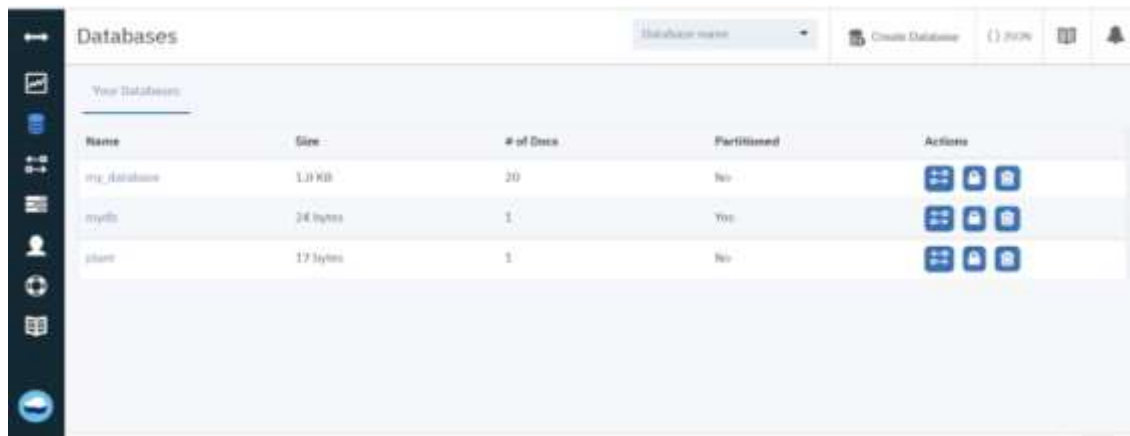 Databases Database name Create Database {} JSON
Your Databases
Name Size # of Docs Partitioned Actions
my_database 1.0 KB 20 No
mydb 24 bytes 1 Yes
17 bytes 1 No